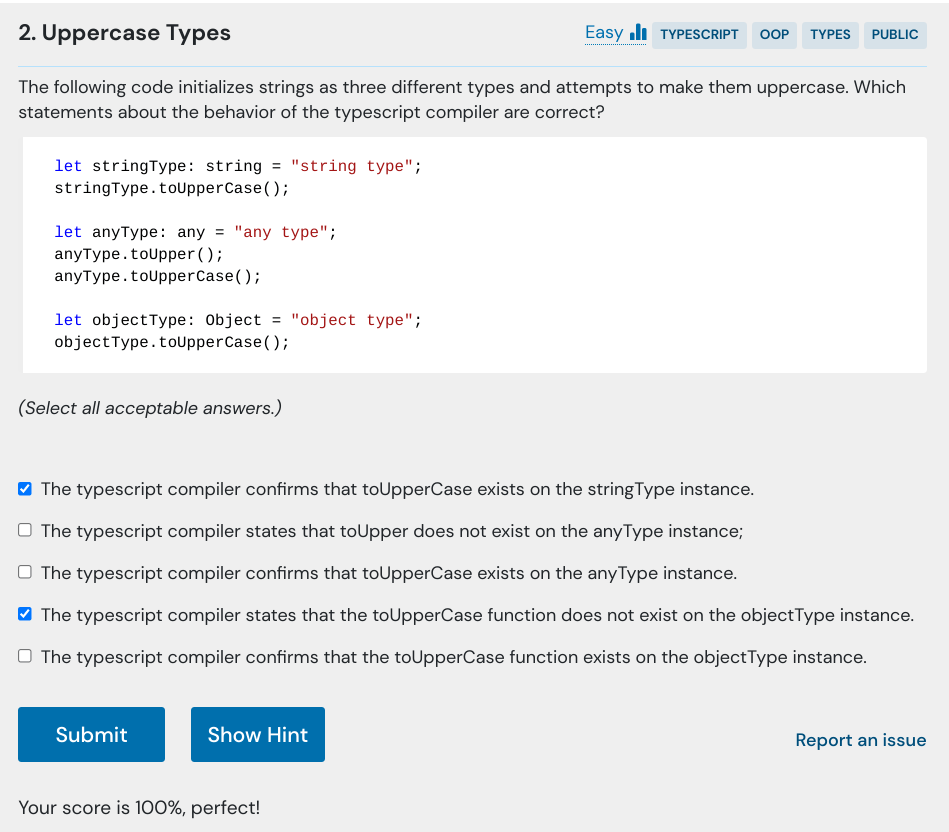 2. Uppercase Types
Easy TYPESCRIPT OOP TYPES PUBLIC
The following code initializes strings as three different types and attempts to make them uppercase. Which
statements about the behavior of the typescript compiler are correct?
let stringType: string = "string type";
stringType.toUpperCase();
let anyType: any = "any type";
anyType.toUpper();
anyType.toUpperCase();
let objectType: Object = "object type";
objectType.toUpperCase();
(Select all acceptable answers.)
The typescript compiler confirms that toUpperCase exists on the stringType instance.
The typescript compiler states that toUpper does not exist on the anyType instance;
The typescript compiler confirms that toUpperCase exists on the anyType instance.
The typescript compiler states that the toUpperCase function does not exist on the objectType instance.
The typescript compiler confirms that the toUpperCase function exists on the objectType instance.
Submit
Show Hint
Report an issue
Your score is 100%, perfect!